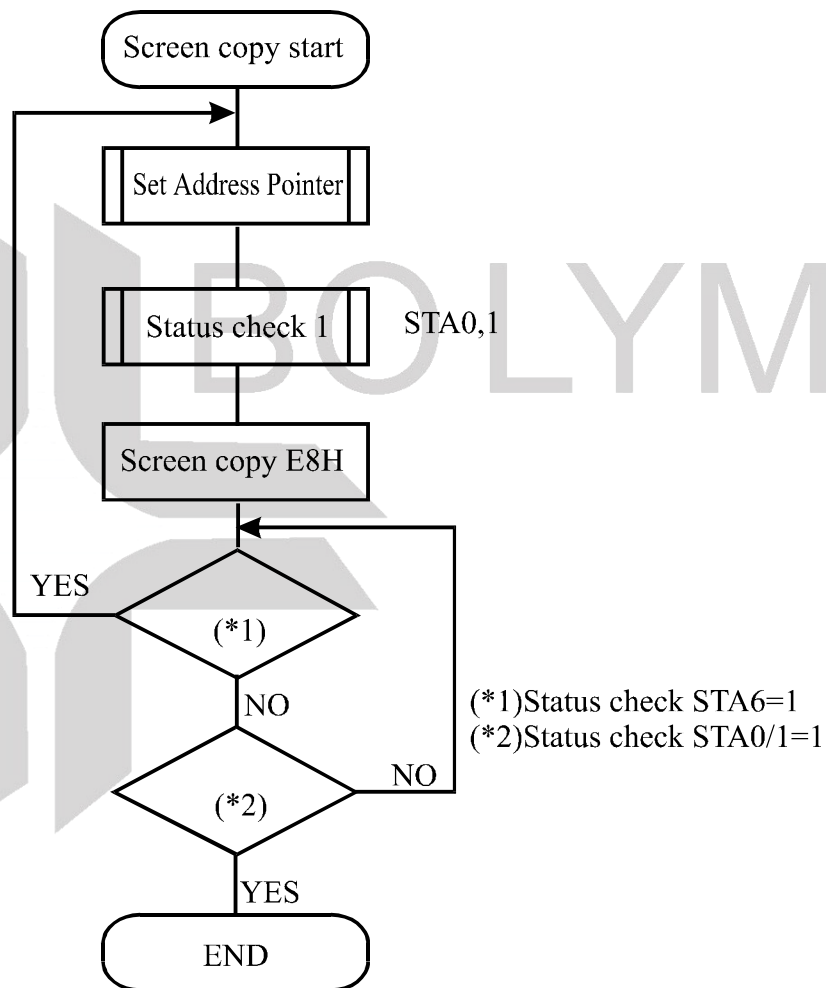 Screen copy start
Set Address Pointer
BOLYM
Status check 1
STA0,1
Screen copy E8H
YES
(*1)
NO
(*1)Status check STA6=1
(*2)Status check STA0/1=1
NO
(*2)
YES
END